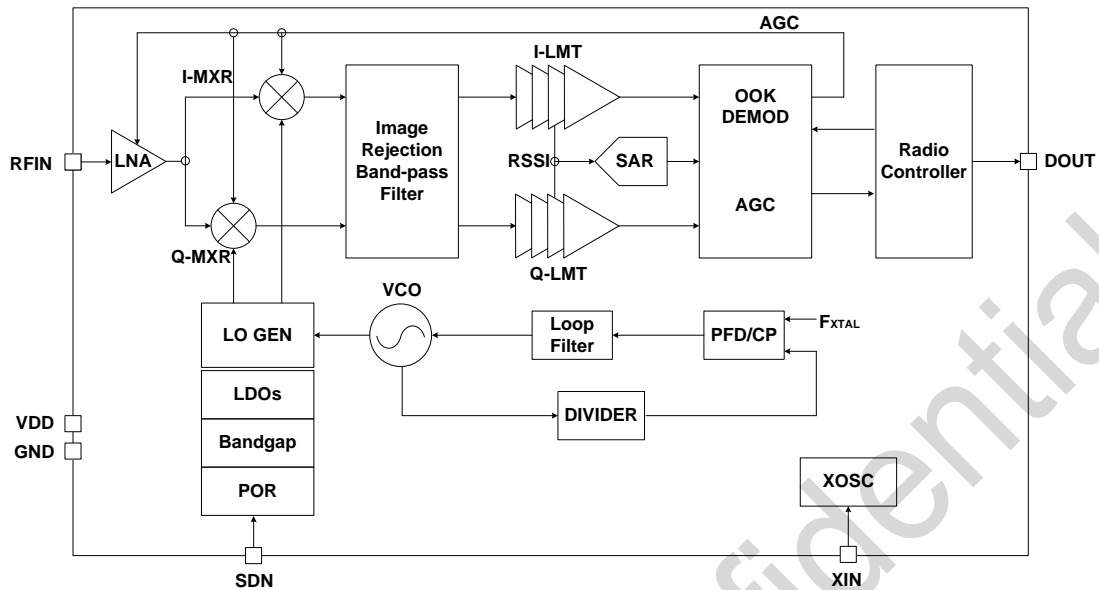 AGC
I-LMT
I-MXR
OOK
DEMOD
Image
Rejection
Band-pass
Filter
RFIN
LNA
RSSI
SAR
Radio
Controller
DOUT
AGC
Q-MXR
Q-LMT
VCO
LO GEN
Loop
Filter
PFD/CP
FXTAL
LDOs
DIVIDER
VDD
Bandgap
GND
POR
XOSC
SDN
XIN
fidential